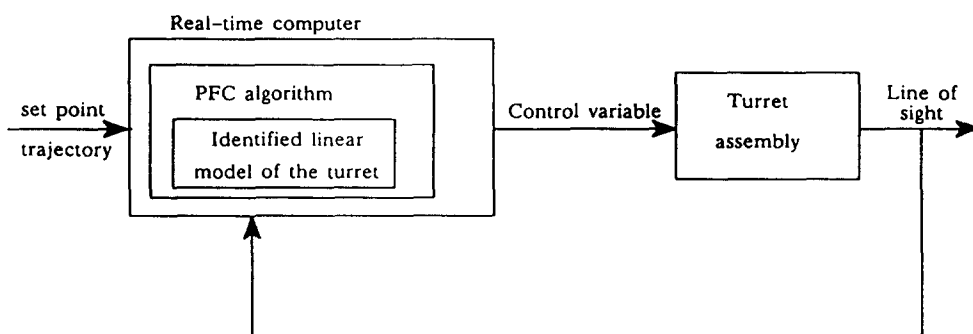 Real-time computer
PFC algorithm
Identified linear
model of the turret
set point
trajectory
Control variable
Turret
assembly
Line of
sight